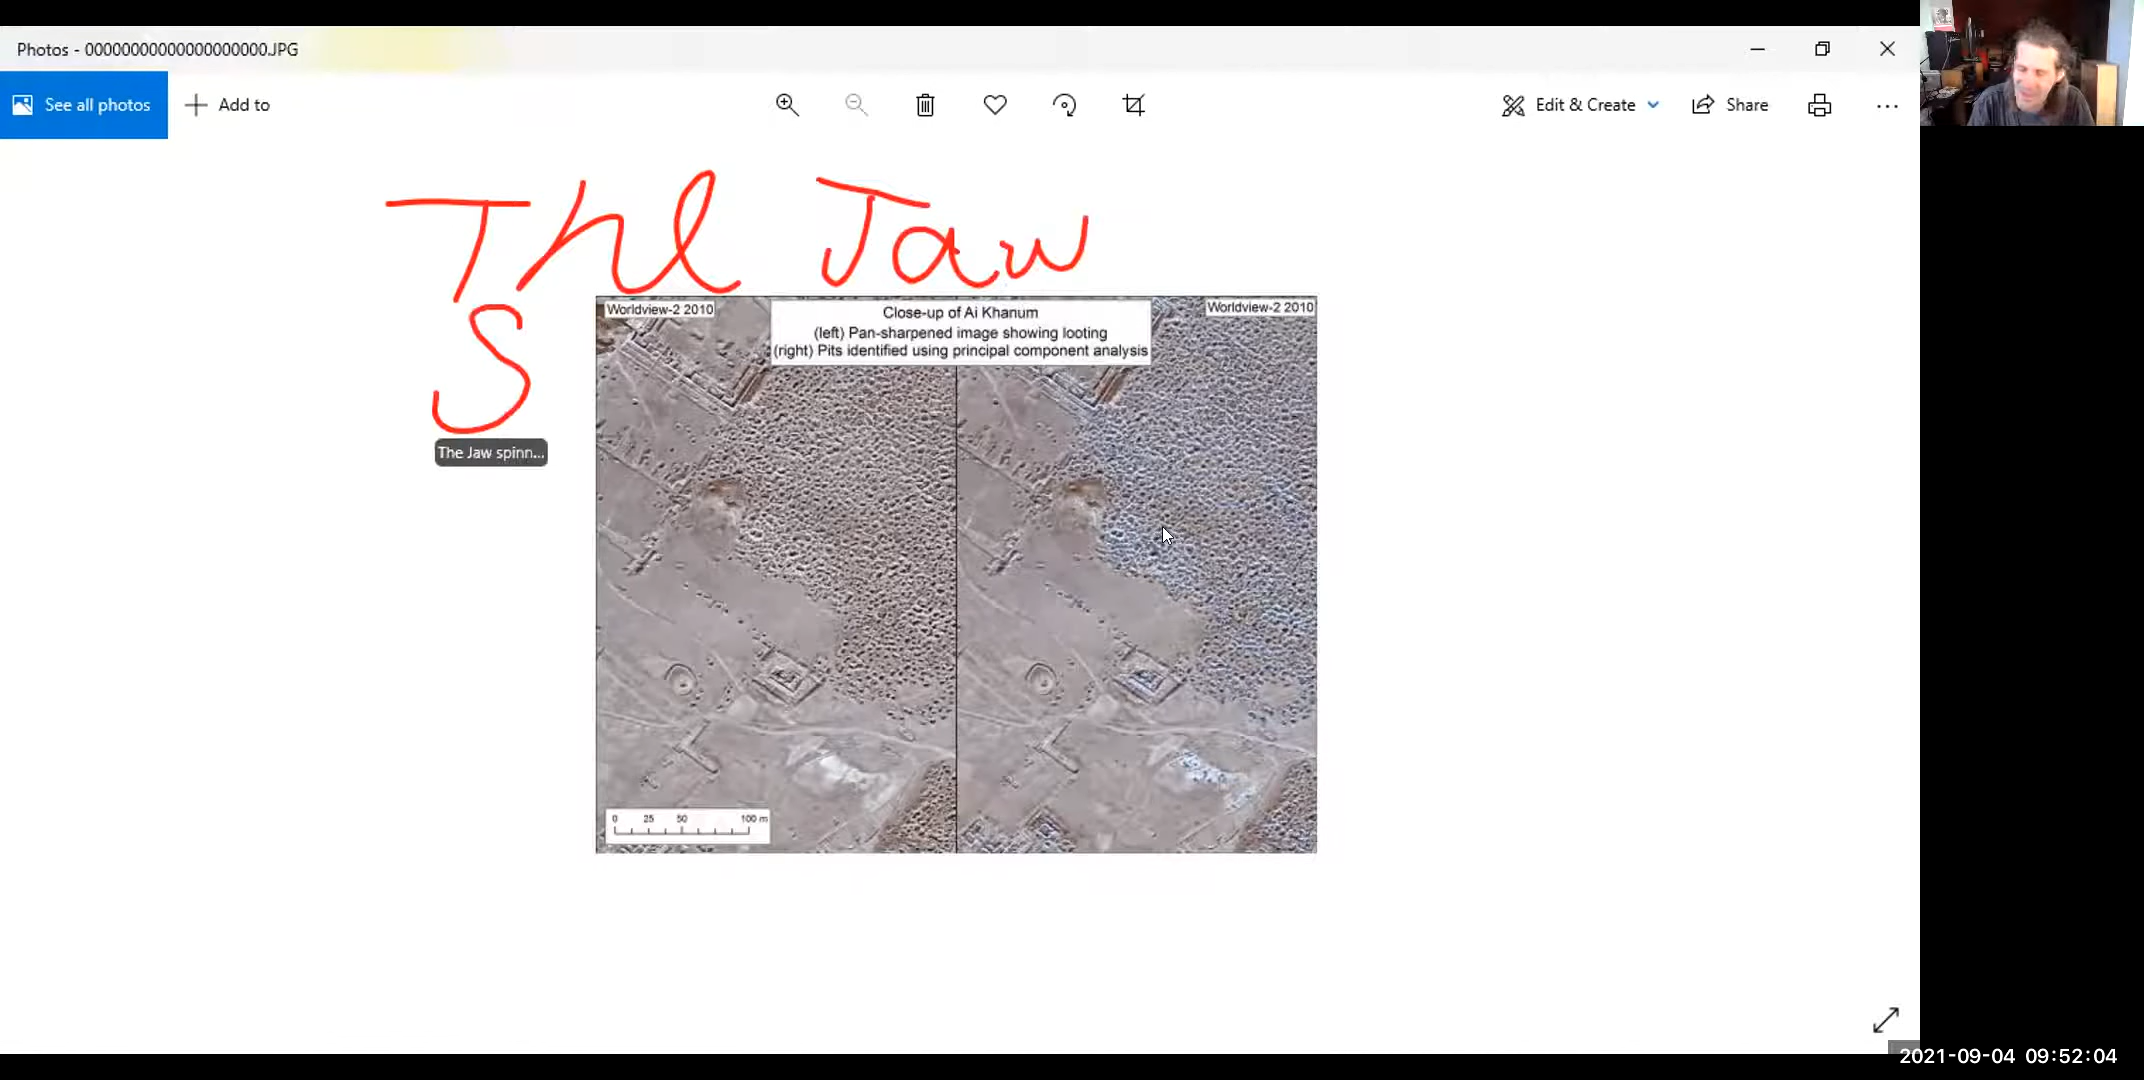 Photos - 00000000000000000000.JPG
See all photos
Add to
Edit & Create
Share
The Jaw
S
The Jaw spinn...
Worldview-2 2010
Close-up of Ai Khanum
(left) Pan-sharpened image showing looting
(right) Pits identified using principal component analysis
Worldview-2 2010
0 25 50 100 m
2021-09-04 09:52:04